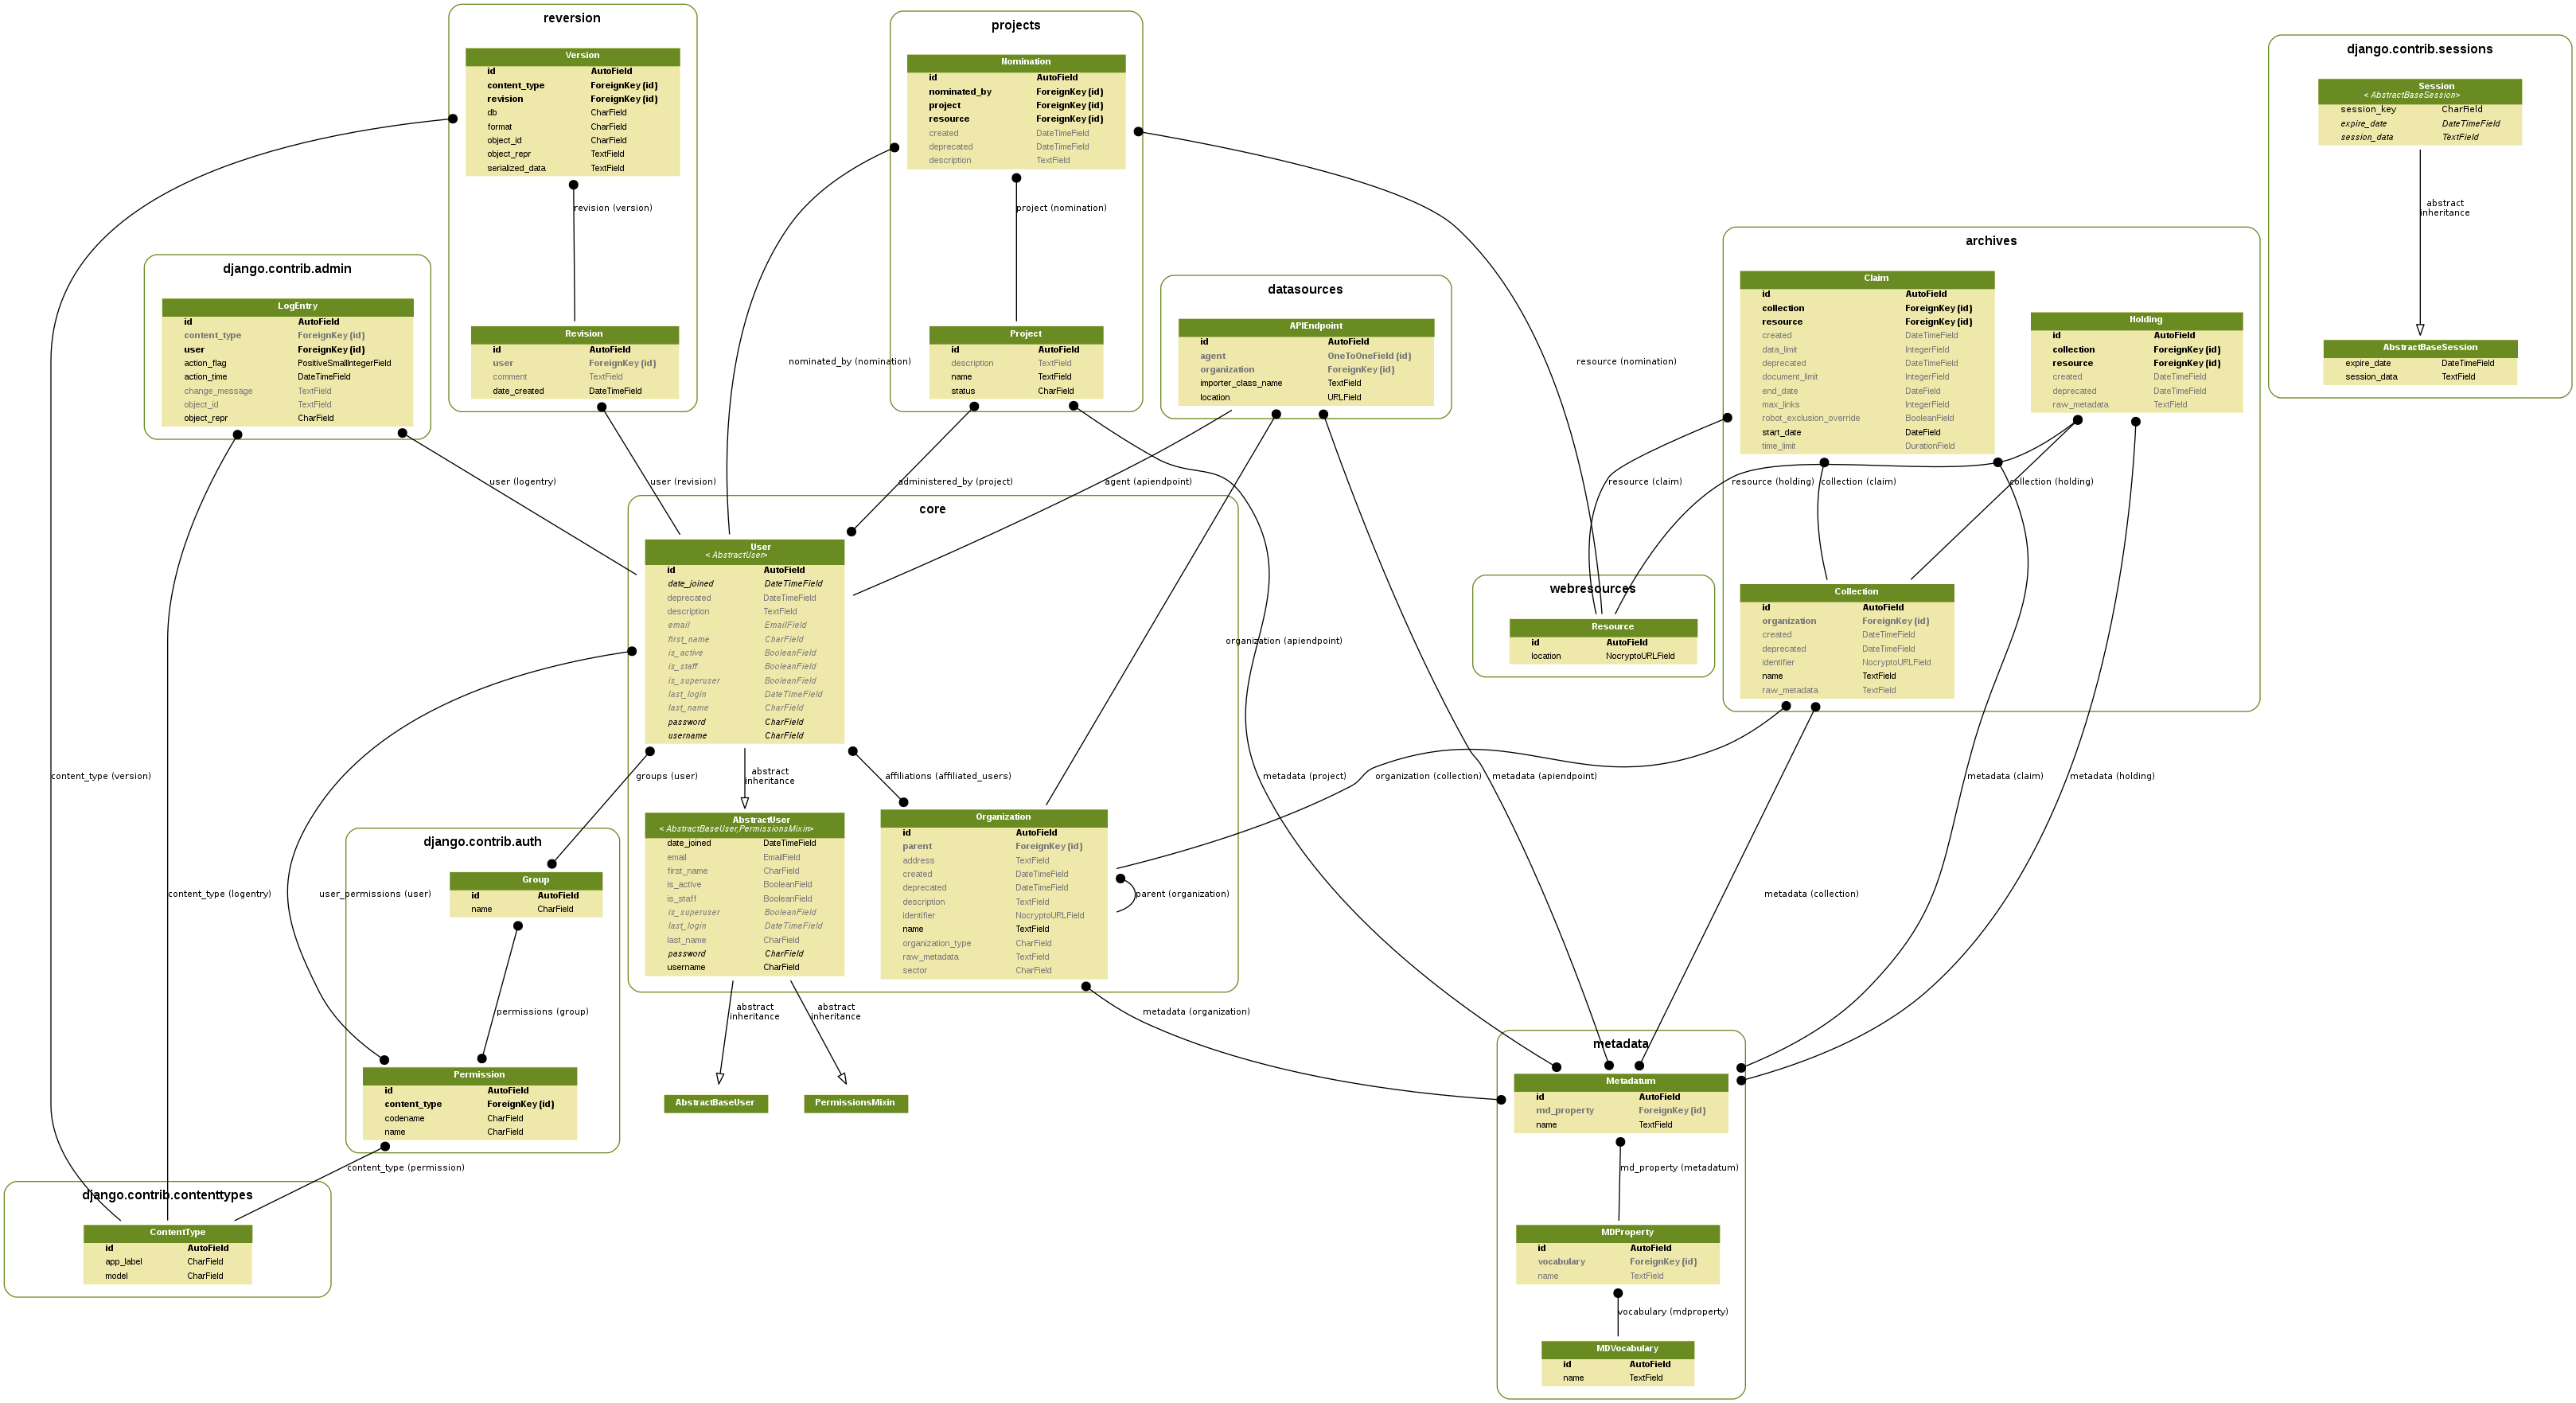 reversion
Version
id AutoField
content_type ForeignKey (id)
revision ForeignKey (id)
db CharField
format CharField
object_id CharField
object_repr TextField
serialized_data TextField
revision (version)
Revision
id AutoField
user ForeignKey (id)
comment TextField
date_created DateTimeField
projects
Nomination
id AutoField
nominated_by ForeignKey (id)
project ForeignKey (id)
resource ForeignKey (id)
created DateTimeField
deprecated DateTimeField
description TextField
project (nomination)
Project
id AutoField
description TextField
name TextField
status CharField
django.contrib.sessions
Session
< AbstractBaseSession>
session_key CharField
expire_date DateTimeField
session_data TextField
abstract
inheritance
AbstractBaseSession
expire_date DateTimeField
session_data TextField
django.contrib.admin
LogEntry
id AutoField
content_type ForeignKey (id)
user ForeignKey (id)
action_flag PositiveSmallIntegerField
action_time DateTimeField
change_message TextField
object_id TextField
object_repr CharField
datasources
APIEndpoint
id AutoField
agent OneToOneField (id)
organization ForeignKey (id)
importer_class_name TextField
location URLField
archives
Claim
id AutoField
collection ForeignKey (id)
resource ForeignKey (id)
created DateTimeField
data_limit IntegerField
deprecated DateTimeField
document_limit IntegerField
end_date DateField
max_links IntegerField
robot_exclusion_override BooleanField
start_date DateField
time_limit DurationField
Holding
id AutoField
collection ForeignKey (id)
resource ForeignKey (id)
created DateTimeField
deprecated DateTimeField
raw_metadata TextField
nominated_by (nomination)
resource (nomination)
user (logentry)
user (revision)
administered_by (project)
agent (apiendpoint)
resource (claim)
resource (holding)
collection (claim)
collection (holding)
Collection
id AutoField
organization ForeignKey (id)
created DateTimeField
deprecated DateTimeField
identifier NocryptoURLField
name TextField
raw_metadata TextField
core
User
< AbstractUser>
id AutoField
date_joined DateTimeField
deprecated DateTimeField
description TextField
email EmailField
first_name CharField
is_active BooleanField
is_staff BooleanField
is_superuser BooleanField
last_login DateTimeField
last_name CharField
password CharField
username CharField
webresources
Resource
id AutoField
location NocryptoURLField
organization (apiendpoint)
content_type (version)
groups (user)
abstract
inheritance
affiliations (affiliated_users)
metadata (project)
organization (collection)
metadata (apiendpoint)
metadata (claim)
metadata (holding)
AbstractUser
< AbstractBaseUser,PermissionsMixin>
date_joined DateTimeField
email EmailField
first_name CharField
is_active BooleanField
is_staff BooleanField
is_superuser BooleanField
last_login DateTimeField
last_name CharField
password CharField
username CharField
Organization
id AutoField
parent ForeignKey (id)
address TextField
created DateTimeField
deprecated DateTimeField
description TextField
identifier NocryptoURLField
name TextField
organization_type CharField
raw_metadata TextField
sector CharField
parent (organization)
content_type (logentry)
user_permissions (user)
metadata (collection)
django.contrib.auth
Group
id AutoField
name CharField
permissions (group)
Permission
id AutoField
content_type ForeignKey (id)
codename CharField
name CharField
abstract
inheritance
abstract
inheritance
metadata (organization)
AbstractBaseUser
PermissionsMixin
metadata
Metadatum
id AutoField
md_property ForeignKey (id)
name TextField
md_property (metadatum)
MDProperty
id AutoField
vocabulary ForeignKey (id)
name TextField
vocabulary (mdproperty)
MDVocabulary
id AutoField
name TextField
content_type (permission)
django.contrib.contenttypes
ContentType
id AutoField
app_label CharField
model CharField